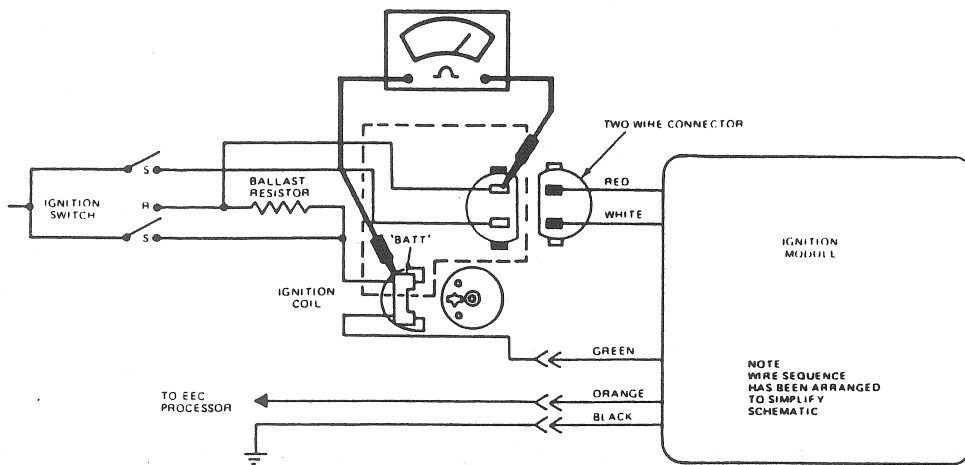 TWO WIRE CONNECTOR
S
BALLAST
RESISTOR
RED
IGNITION
SWITCH
R
WHITE
S
'BATT'
IGNITION
MODULE
IGNITION
COIL
GREEN
NOTE
WIRE SEQUENCE
HAS BEEN ARRANGED
TO SIMPLIFY
SCHEMATIC
TO EEC
PROCESSOR
ORANGE
BLACK